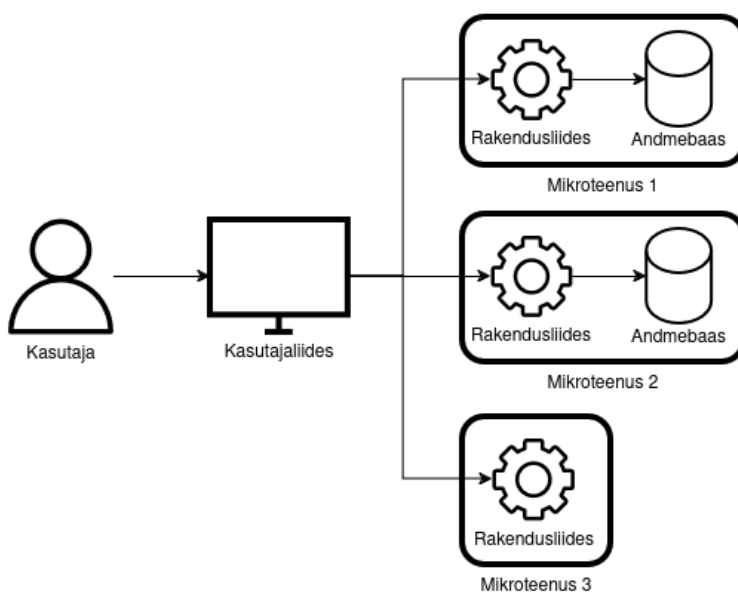 Rakendusliides
Andmebaas
Mikroteenus 1
Kasutaja
Kasutajaliides
Rakendusliides
Andmebaas
Mikroteenus 2
Rakendusliides
Mikroteenus 3